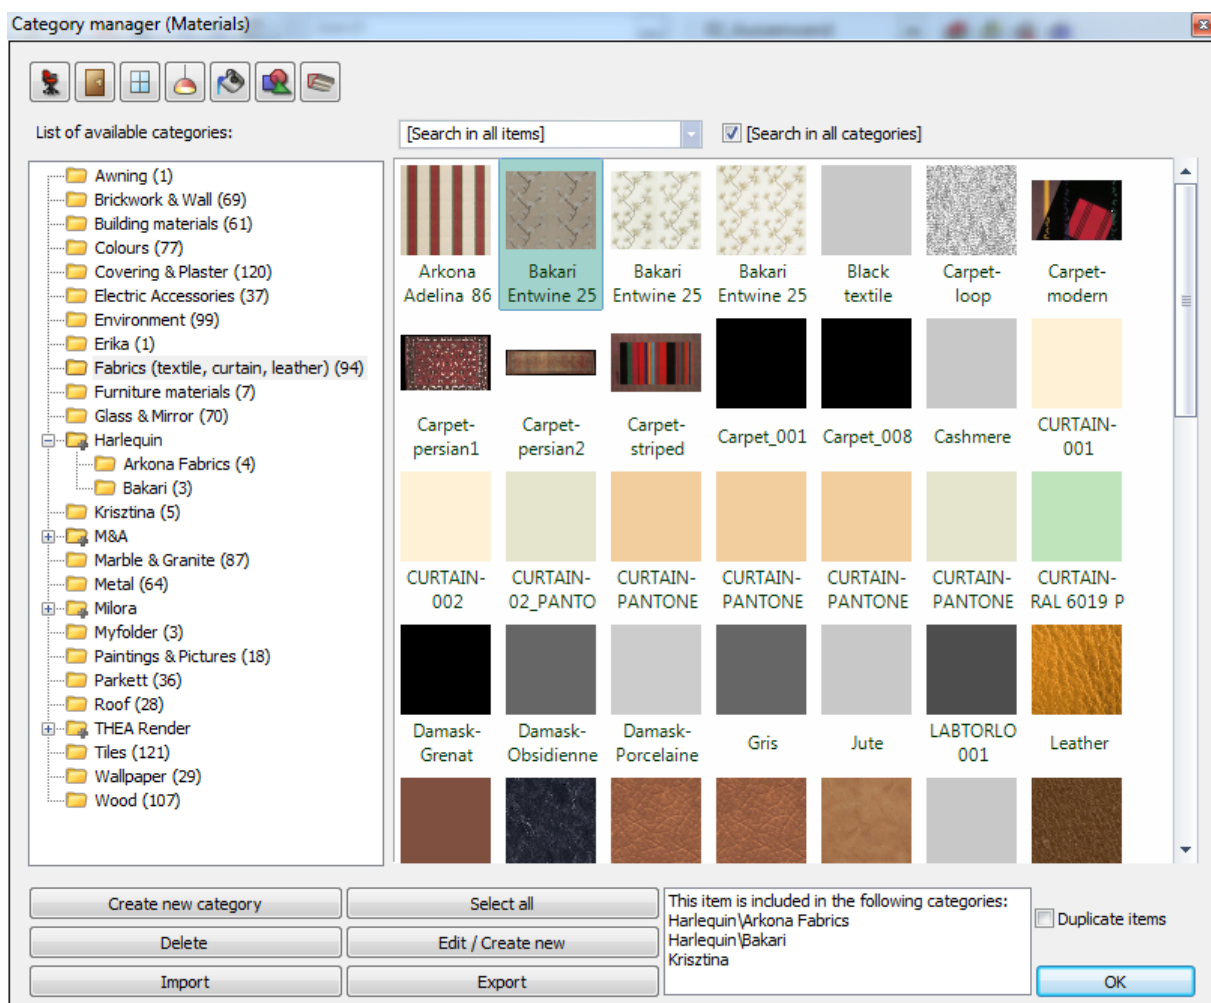 Category manager (Materials)
List of available categories:
[Search in all items]
[Search in all categories]
Awning (1)
Brickwork & Wall (69)
Building materials (61)
Colours (77)
Covering & Plaster (120)
Electric Accessories (37)
Environment (99)
Erika (1)
Fabrics (textile, curtain, leather) (94)
Furniture materials (7)
Glass & Mirror (70)
Harlequin
Arkona Fabrics (4)
Bakari (3)
Krisztina (5)
M&A
Marble & Granite (87)
Metal (64)
Milora
Myfolder (3)
Paintings & Pictures (18)
Parkett (36)
Roof (28)
THEA Render
Tiles (121)
Wallpaper (29)
Wood (107)
Arkona
Adelina 86
Bakari
Entwine 25
Bakari
Entwine 25
Bakari
Entwine 25
Black
textile
Carpet-
loop
Carpet-
modern
Carpet-
persian1
Carpet-
persian2
Carpet-
striped
Carpet_001
Carpet_008
Cashmere
CURTAIN-
001
CURTAIN-
002
CURTAIN-
02_PANTO
CURTAIN-
PANTONE
CURTAIN-
PANTONE
CURTAIN-
PANTONE
CURTAIN-
PANTONE
CURTAIN-
RAL 6019 P
Damask-
Grenat
Damask-
Obsidienne
Damask-
Porcelaine
Gris
Jute
LABTORLO
001
Leather
Create new category
Select all
Delete
Edit / Create new
Import
Export
This item is included in the following categories:
Harlequin\Arkona Fabrics
Harlequin\Bakari
Krisztina
Duplicate items
OK